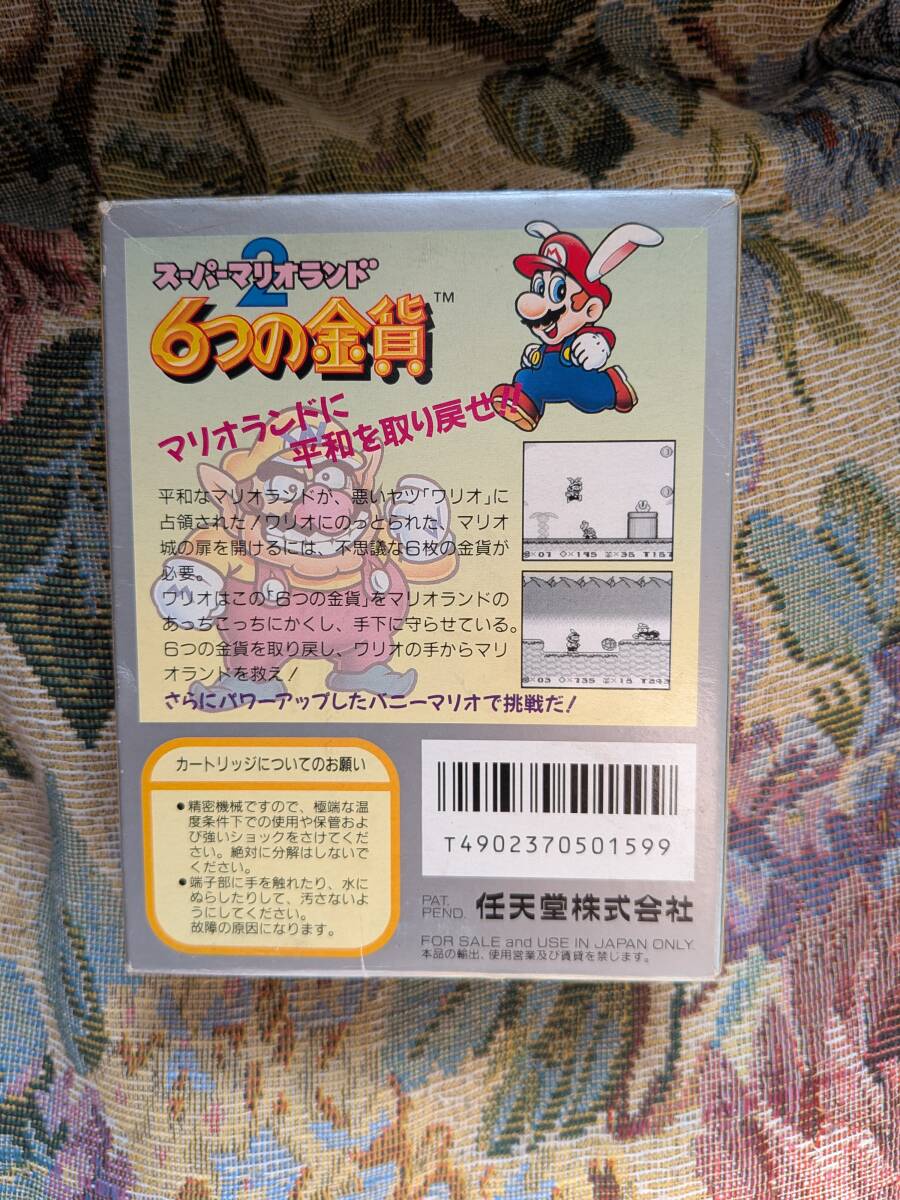 スーパーマリオランド
2
6つの金貨™
マリオランドに
平和を取り戻せ!!
平和なマリオランドが、悪いヤツ「ワリオ」に
占領された!ワリオにのっとられた、マリオ
城の扉を開けるには、不思議な6枚の金貨が
必要。
ワリオはこの「6つの金貨」をマリオランドの
あっちこっちにかくし、手下に守らせている。
6つの金貨を取り戻し、ワリオの手からマリ
オランドを救え!
さらにパワーアップしたバニーマリオで挑戦だ!
カートリッジについてのお願い
●精密機械ですので、極端な温
度条件下での使用や保管およ
び強いショックをさけてくだ
さい。絶対に分解はしないで
ください。
●端子部に手を触れたり、水に
ぬらしたりして、汚さないよ
うにしてください。
故障の原因になります。
T4902370501599
PAT.
PEND.
任天堂株式会社
FOR SALE and USE IN JAPAN ONLY.
本品の輸出、使用営業及び賃貸を禁じます。